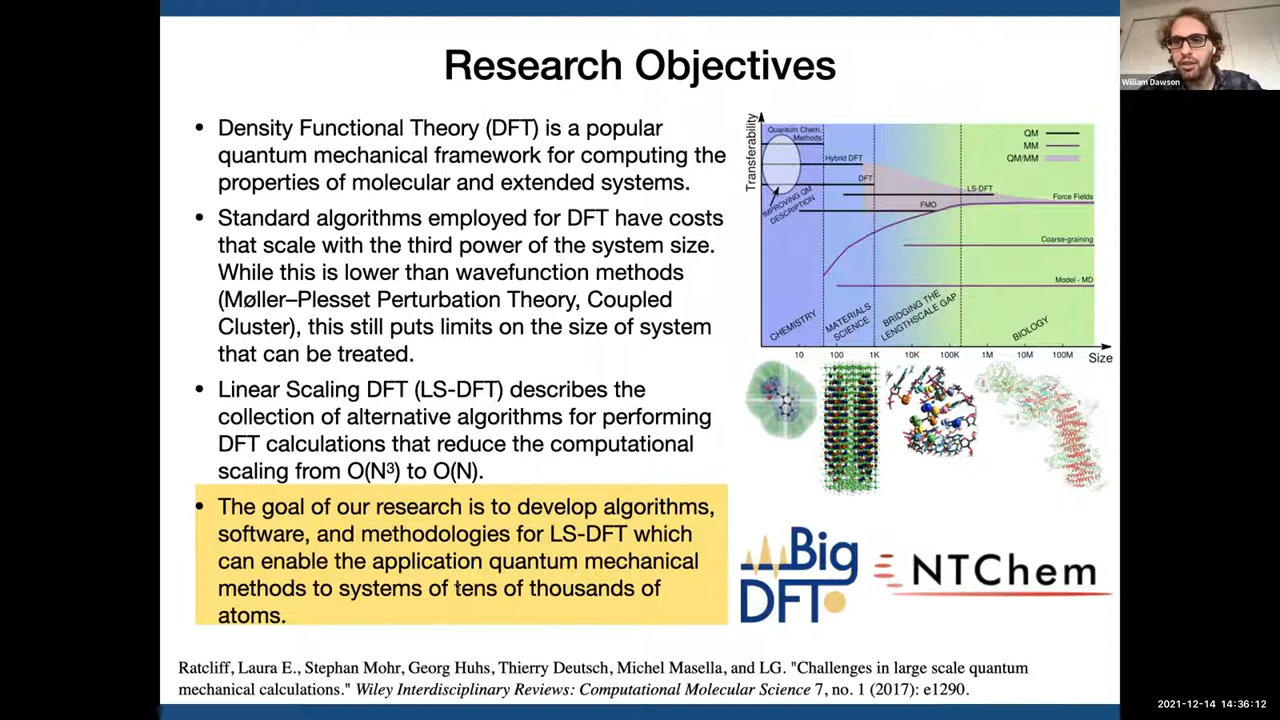 Research Objectives
• Density Functional Theory (DFT) is a popular
quantum mechanical framework for computing the
properties of molecular and extended systems.
• Standard algorithms employed for DFT have costs
that scale with the third power of the system size.
While this is lower than wavefunction methods
(Møller–Plesset Perturbation Theory, Coupled
Cluster), this still puts limits on the size of system
that can be treated.
• Linear Scaling DFT (LS-DFT) describes the
collection of alternative algorithms for performing
DFT calculations that reduce the computational
scaling from O(N³) to O(N).
• The goal of our research is to develop algorithms,
software, and methodologies for LS-DFT which
can enable the application quantum mechanical
methods to systems of tens of thousands of
atoms.
Transferability
Quantum Chem.
Methods
Hybrid DFT
DFT
IMPROVING QM
DESCRIPTION
FMO
LS-DFT
QM
MM
QM/MM
Force Fields
Coarse-graining
Model - MD
CHEMISTRY
MATERIALS
SCIENCE
BRIDGING THE
LENGTHSCALE GAP
BIOLOGY
10 100 1K 10K 100K 1M 10M 100M Size
Big
DFT
NTChem
Ratcliff, Laura E., Stephan Mohr, Georg Huhs, Thierry Deutsch, Michel Masella, and LG. "Challenges in large scale quantum
mechanical calculations." Wiley Interdisciplinary Reviews: Computational Molecular Science 7, no. 1 (2017): e1290.
William Dawson
2021-12-14 14:36:12